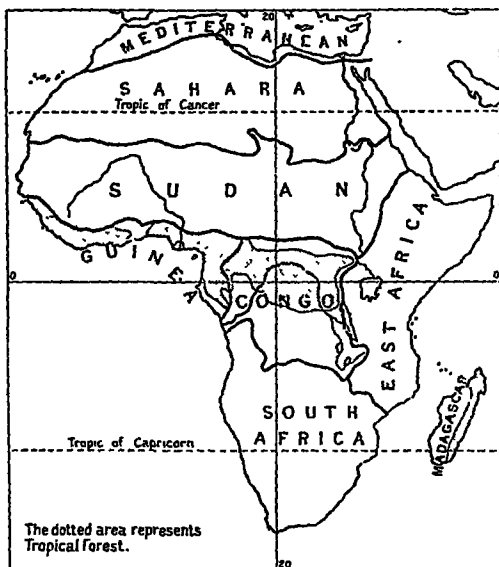 20
MEDITERRANEAN
SAHARA
Tropic of Cancer
SUDAN
GUINEA
0
0
CONGO
EAST AFRICA
SOUTH
AFRICA
MADAGASCAR
Tropic of Capricorn
The dotted area represents
Tropical Forest.
20